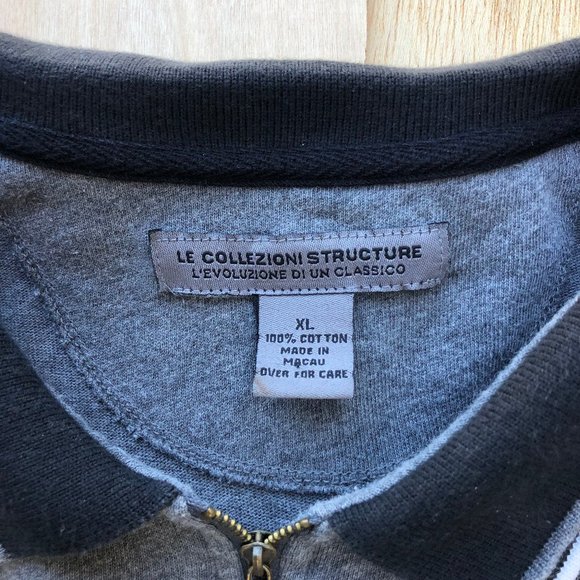 LE COLLEZIONI STRUCTURE
L'EVOLUZIONE DI UN CLASSICO
XL
100% COTTON
MADE IN
MACAU
OVER FOR CARE